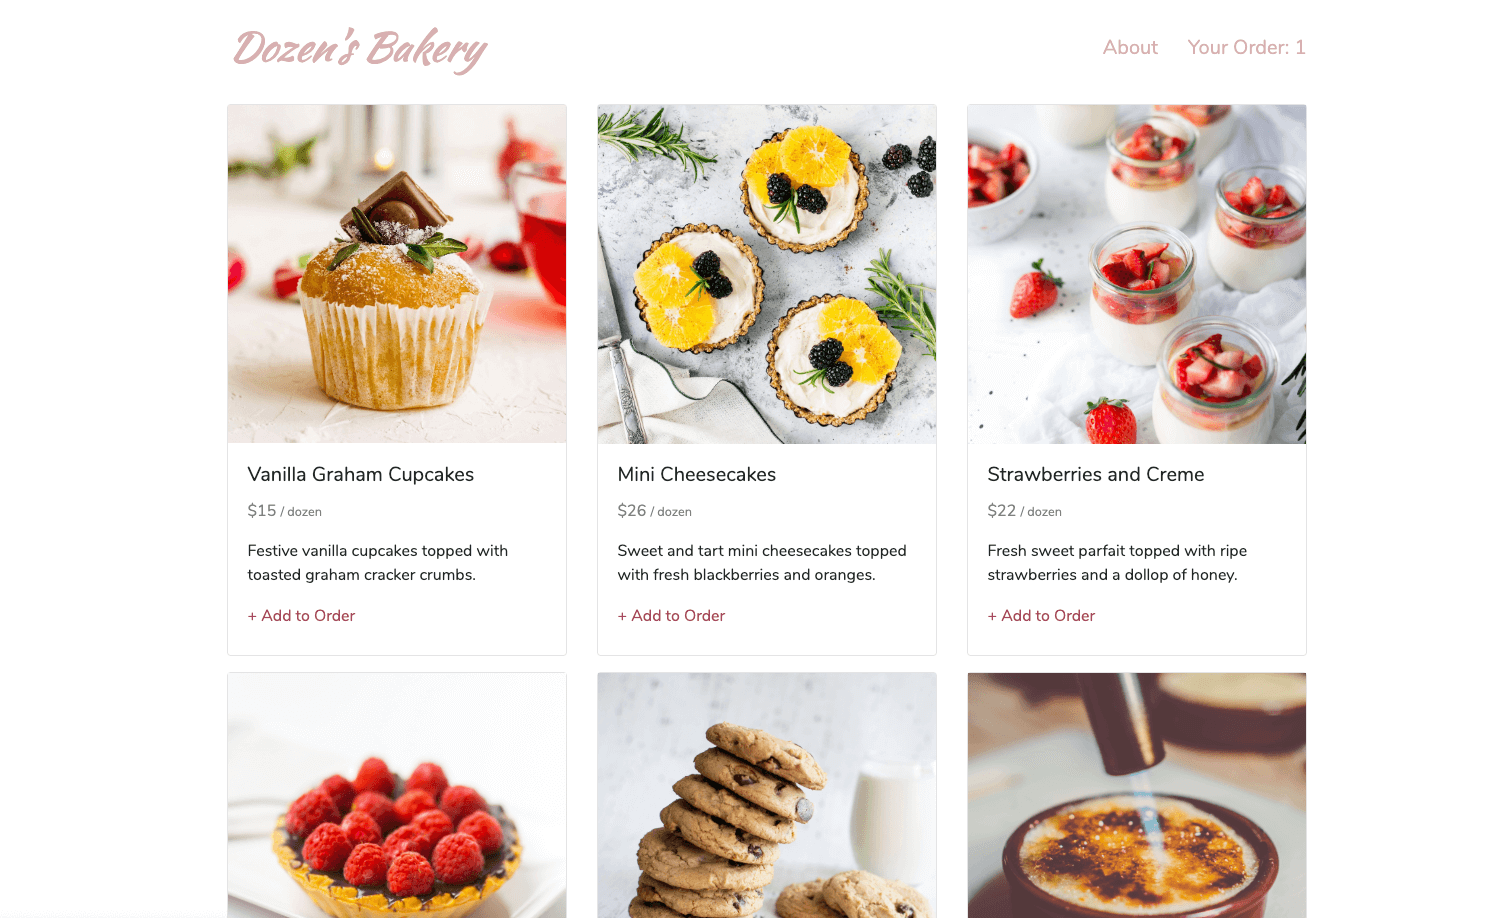 Dozen's Bakery
About
Your Order: 1
Vanilla Graham Cupcakes
$15 / dozen
Festive vanilla cupcakes topped with
toasted graham cracker crumbs.
+ Add to Order
Mini Cheesecakes
$26 / dozen
Sweet and tart mini cheesecakes topped
with fresh blackberries and oranges.
+ Add to Order
Strawberries and Creme
$22 / dozen
Fresh sweet parfait topped with ripe
strawberries and a dollop of honey.
+ Add to Order